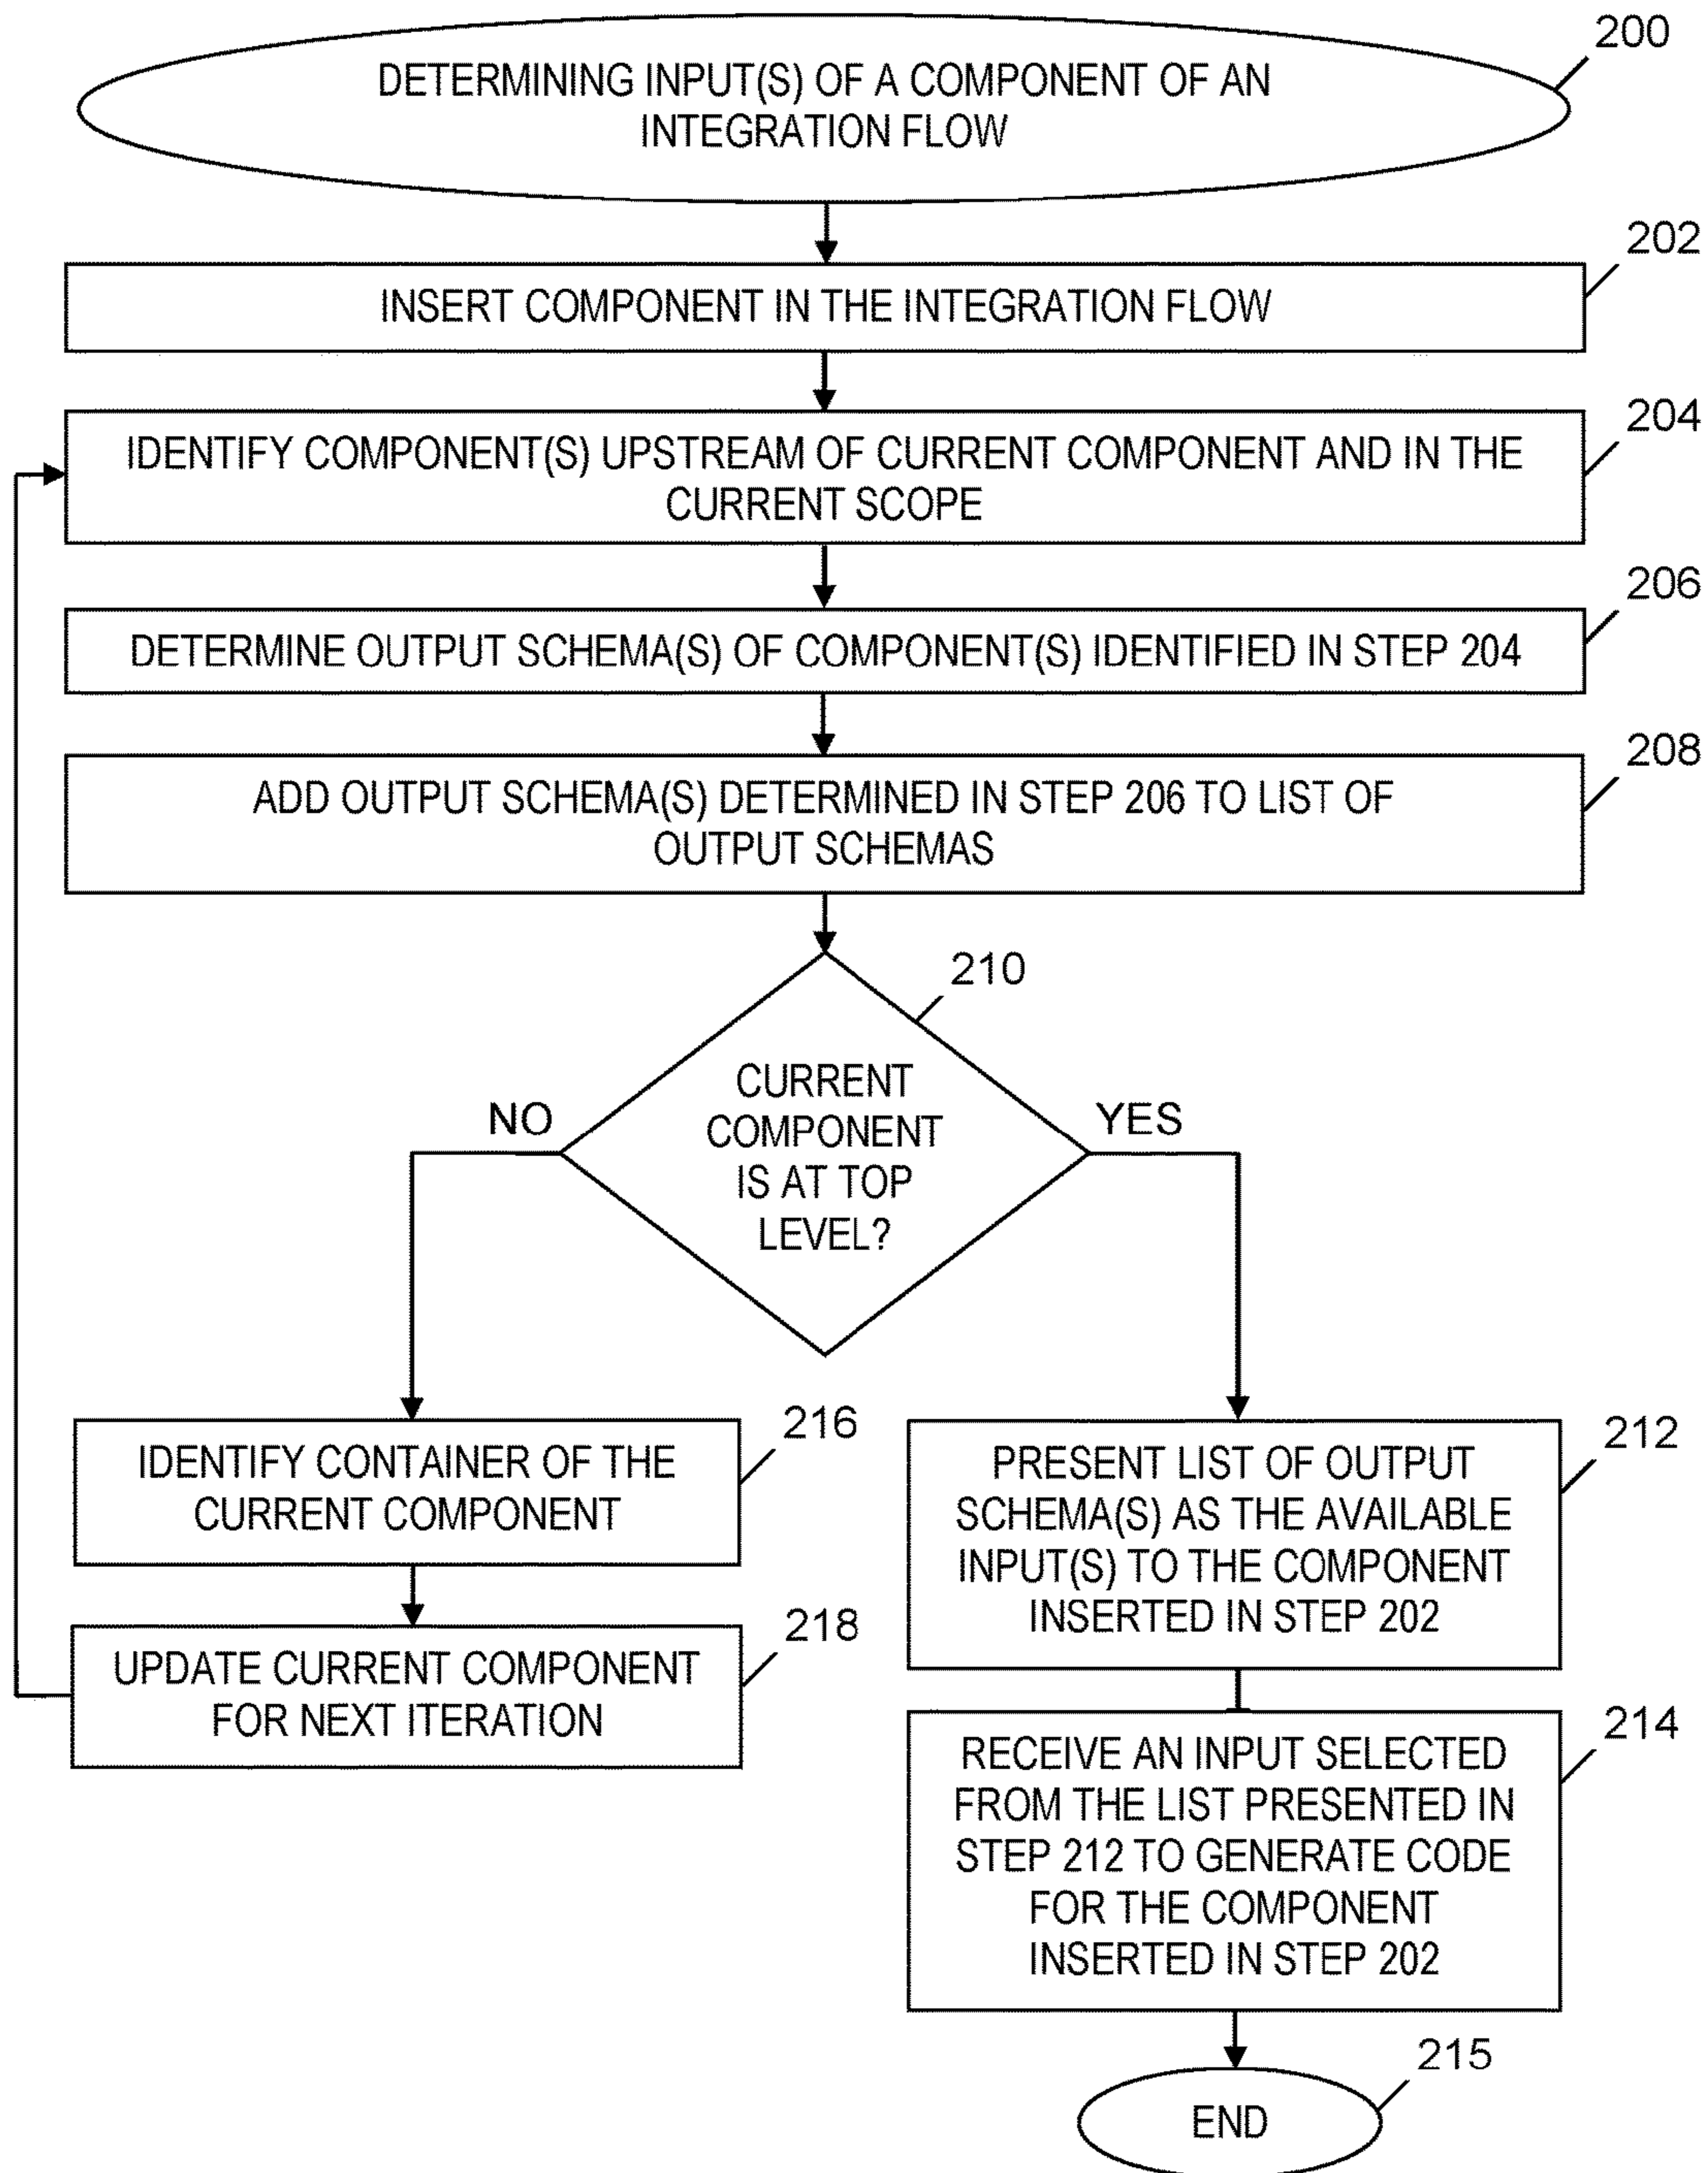 200
DETERMINING INPUT(S) OF A COMPONENT OF AN
INTEGRATION FLOW
202
INSERT COMPONENT IN THE INTEGRATION FLOW
204
IDENTIFY COMPONENT(S) UPSTREAM OF CURRENT COMPONENT AND IN THE
CURRENT SCOPE
206
DETERMINE OUTPUT SCHEMA(S) OF COMPONENT(S) IDENTIFIED IN STEP 204
208
ADD OUTPUT SCHEMA(S) DETERMINED IN STEP 206 TO LIST OF
OUTPUT SCHEMAS
210
CURRENT
COMPONENT
IS AT TOP
LEVEL?
NO
YES
216
IDENTIFY CONTAINER OF THE
CURRENT COMPONENT
218
UPDATE CURRENT COMPONENT
FOR NEXT ITERATION
212
PRESENT LIST OF OUTPUT
SCHEMA(S) AS THE AVAILABLE
INPUT(S) TO THE COMPONENT
INSERTED IN STEP 202
214
RECEIVE AN INPUT SELECTED
FROM THE LIST PRESENTED IN
STEP 212 TO GENERATE CODE
FOR THE COMPONENT
INSERTED IN STEP 202
215
END